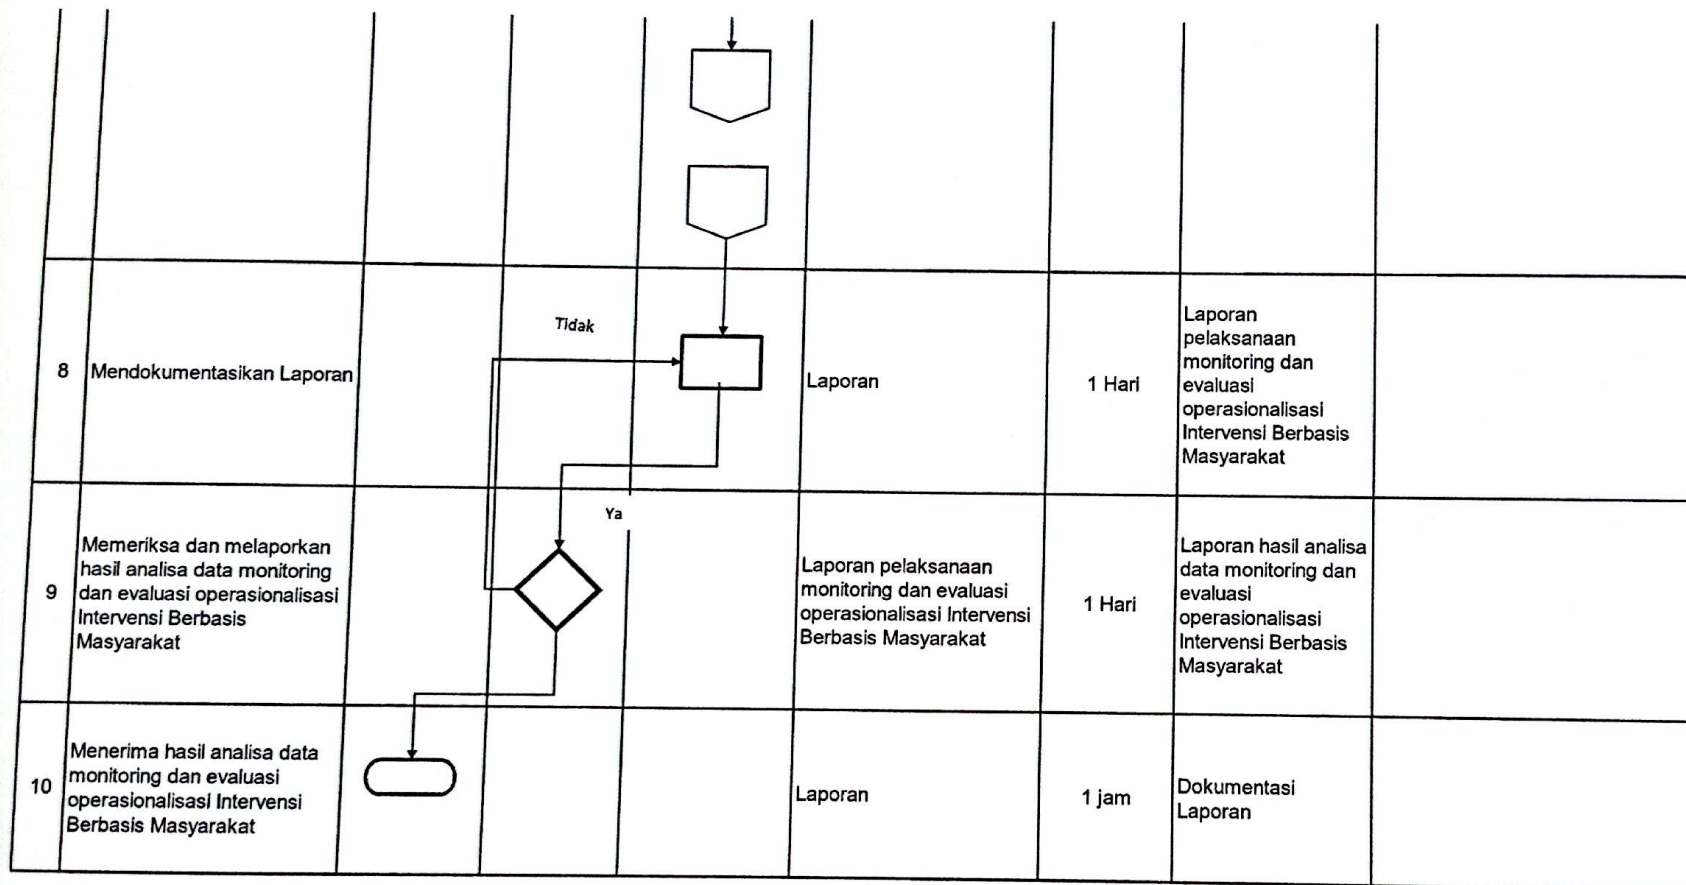 Tidak
8
Mendokumentasikan Laporan
Laporan
1 Hari
Laporan
pelaksanaan
monitoring dan
evaluasi
operasionalisasi
Intervensi Berbasis
Masyarakat
Ya
9
Memeriksa dan melaporkan
hasil analisa data monitoring
dan evaluasi operasionalisasi
Intervensi Berbasis
Masyarakat
Laporan pelaksanaan
monitoring dan evaluasi
operasionalisasi Intervensi
Berbasis Masyarakat
1 Hari
Laporan hasil analisa
data monitoring dan
evaluasi
operasionalisasi
Intervensi Berbasis
Masyarakat
10
Menerima hasil analisa data
monitoring dan evaluasi
operasionalisasi Intervensi
Berbasis Masyarakat
Laporan
1 jam
Dokumentasi
Laporan